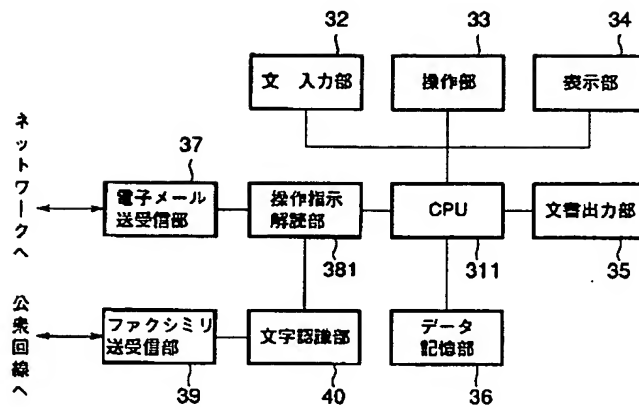 32
33
34
文 入力部
操作部
表示部
ネットワークへ
37
電子メール
送受信部
操作指示
解読部
CPU
文書出力部
381
311
35
公衆回線へ
ファクシミリ
送受信部
文字認識部
データ
記憶部
39
40
36